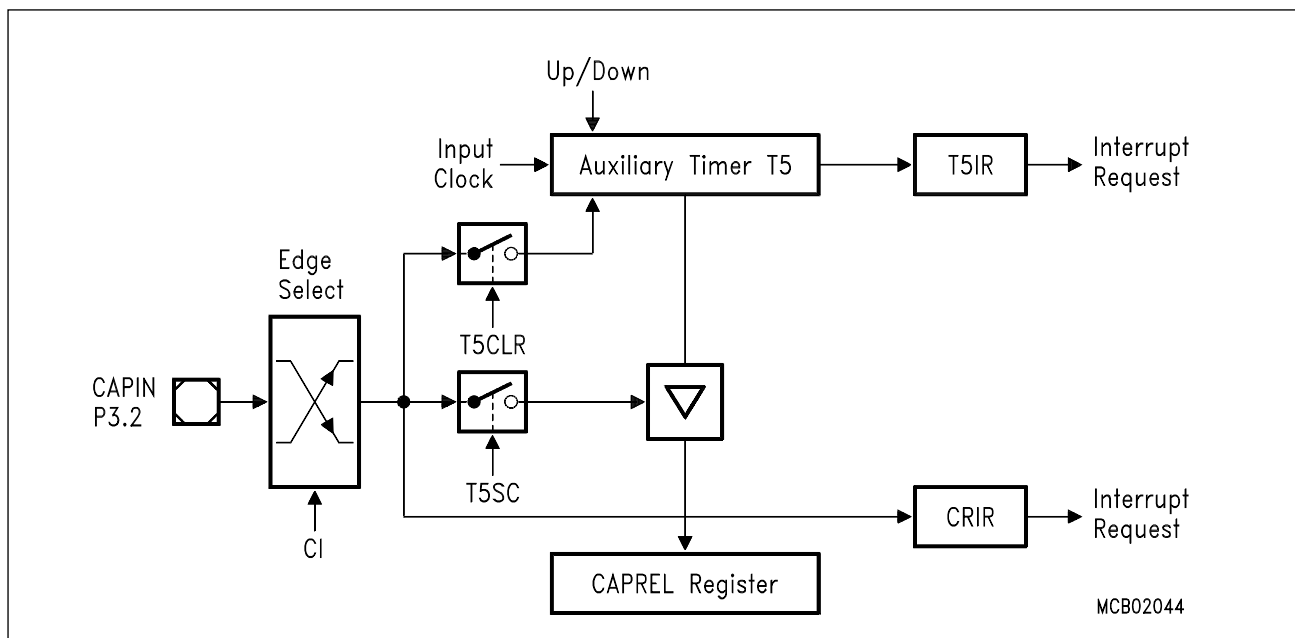 Up/Down
Input
Clock
Auxiliary Timer T5
T5IR
Interrupt
Request
Edge
Select
T5CLR
CAPIN
P3.2
T5SC
CI
CRIR
Interrupt
Request
CAPREL Register
MCB02044